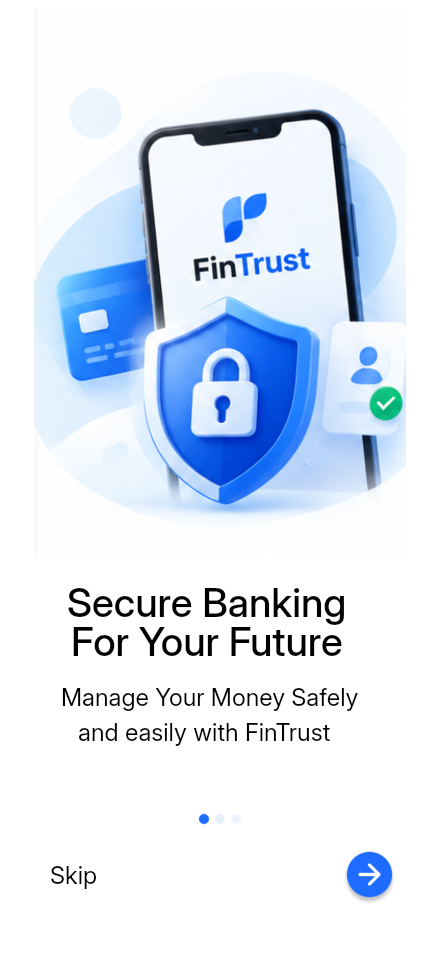 FinTrust
Secure Banking
For Your Future
Manage Your Money Safely
and easily with FinTrust
Skip